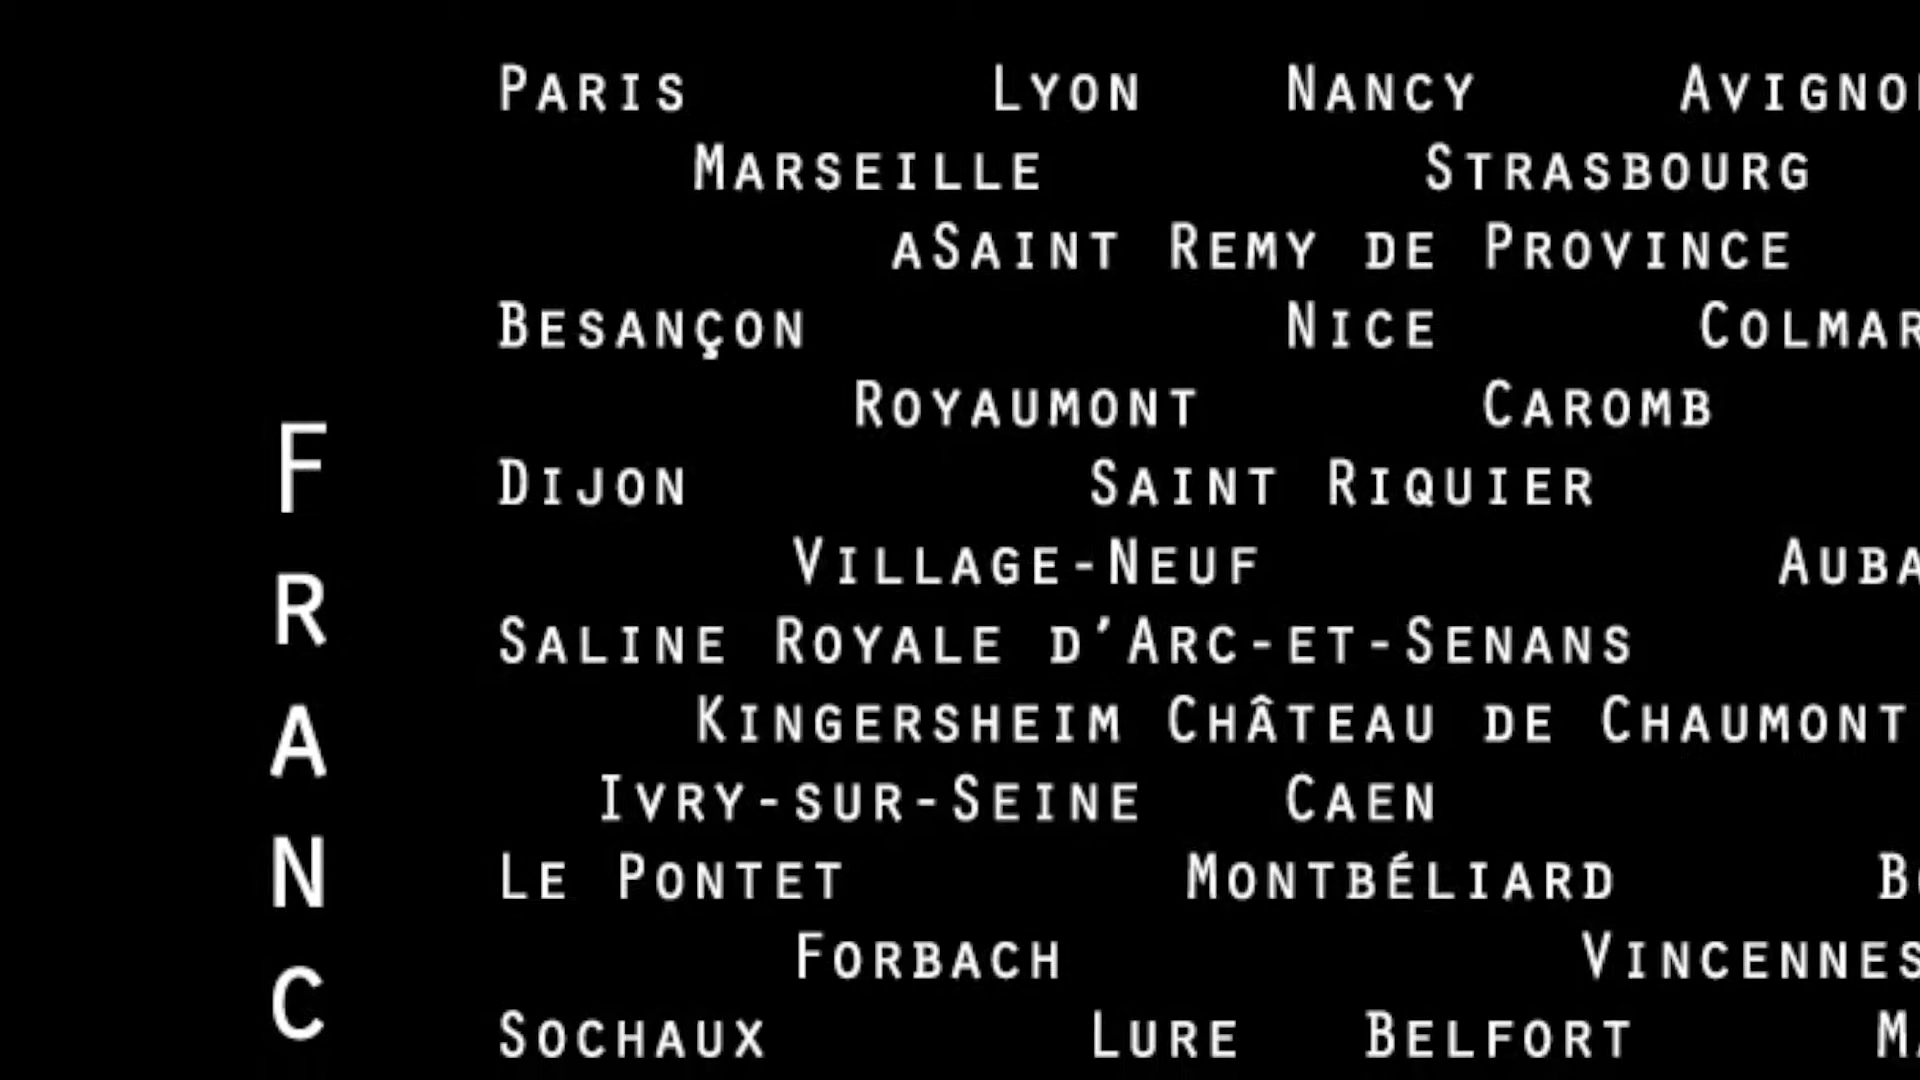 Paris Lyon Nancy
Marseille Strasbourg
aSaint Remy de Province
Besançon Nice Colmar
Royaumont Caromb
Dijon Saint Riquier
Village-Neuf
Saline Royale d’Arc-et-Senans
Kingersheim Château de Chaumont
Ivry-sur-Seine Caen
Le Pontet Montbéliard
Forbach Vincennes
Sochaux Lure Belfort
F
R
A
N
C